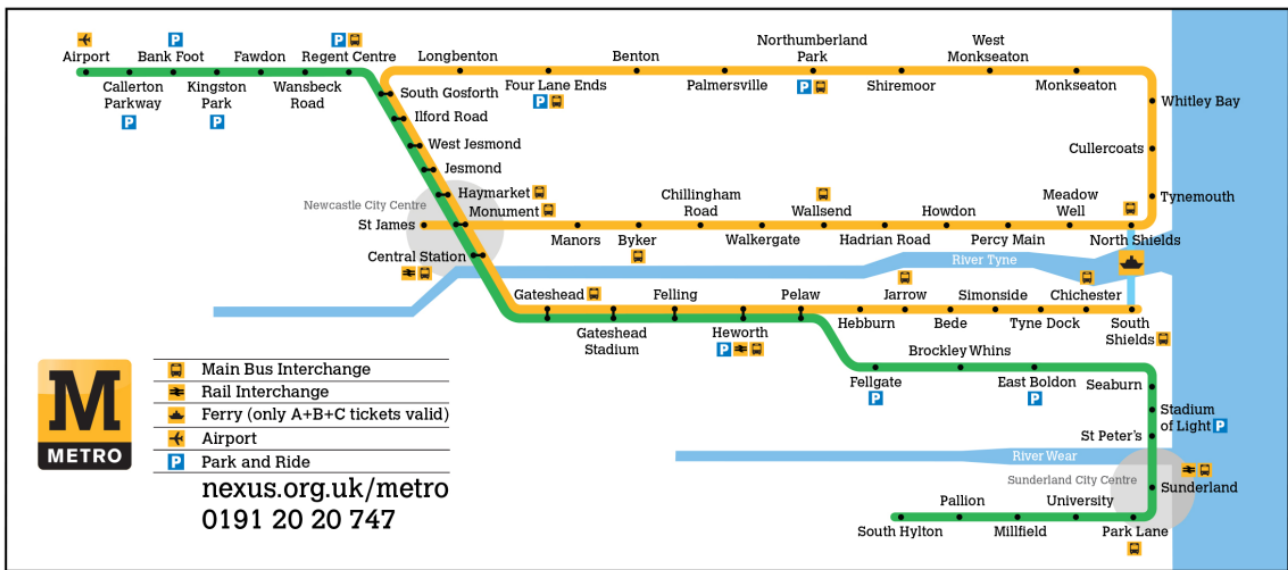 Airport
Bank Foot
Fawdon
Regent Centre
Callerton
Parkway
Kingston
Park
Wansbeck
Road
Longbenton
Benton
Northumberland
Park
West
Monkseaton
Four Lane Ends
Palmersville
Shiremoor
Monkseaton
South Gosforth
Ilford Road
West Jesmond
Jesmond
Haymarket
Monument
Newcastle City Centre
St James
Central Station
Whitley Bay
Cullercoats
Tynemouth
Chillingham
Road
Wallsend
Howdon
Meadow
Well
Manors
Byker
Walkergate
Hadrian Road
Percy Main
North Shields
River Tyne
Gateshead
Felling
Pelaw
Jarrow
Simonside
Chichester
Gateshead
Stadium
Heworth
Hebburn
Bede
Tyne Dock
South
Shields
Brockley Whins
Fellgate
East Boldon
Seaburn
Stadium
of Light
St Peter's
River Wear
Sunderland City Centre
Sunderland
Pallion
University
South Hylton
Millfield
Park Lane
M
METRO
Main Bus Interchange
Rail Interchange
Ferry (only A+B+C tickets valid)
Airport
P Park and Ride
nexus.org.uk/metro
0191 20 20 747